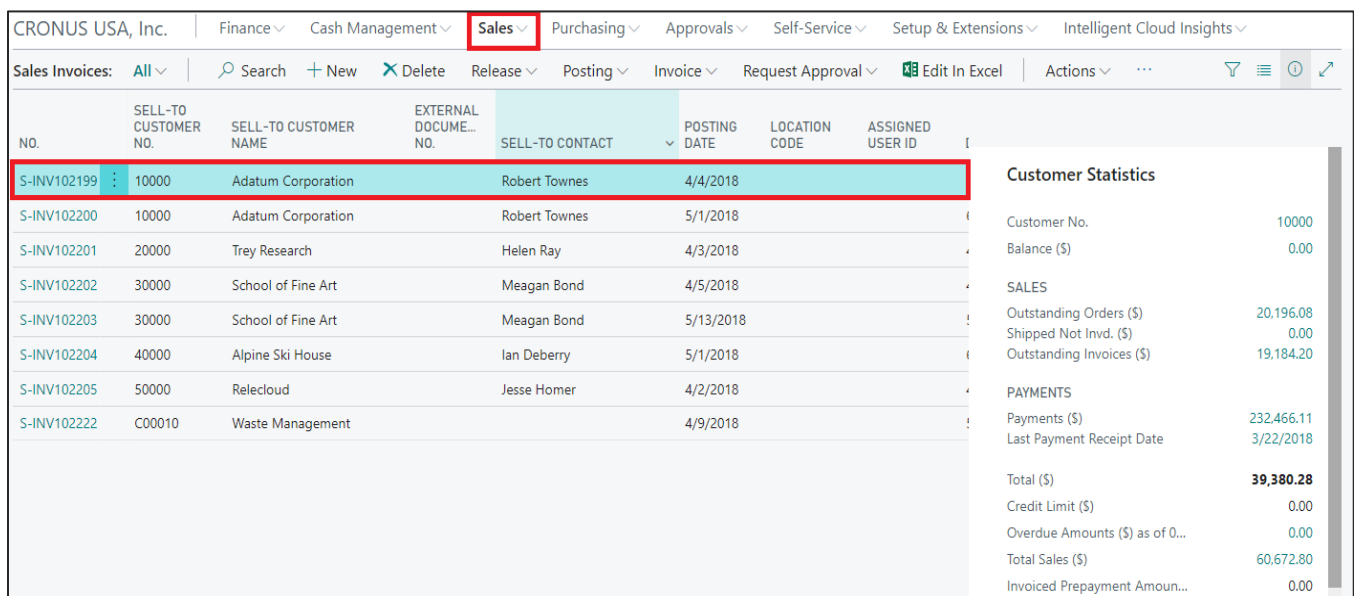 CRONUS USA, Inc. Finance Cash Management Sales Purchasing Approvals Self-Service Setup & Extensions Intelligent Cloud Insights
Sales Invoices: All Search + New Delete Release Posting Invoice Request Approval Edit In Excel Actions ...
NO. SELL-TO CUSTOMER NO. SELL-TO CUSTOMER NAME EXTERNAL DOCUME... NO. SELL-TO CONTACT POSTING DATE LOCATION CODE ASSIGNED USER ID
S-INV102199 10000 Adatum Corporation Robert Townes 4/4/2018
S-INV102200 10000 Adatum Corporation Robert Townes 5/1/2018
S-INV102201 20000 Trey Research Helen Ray 4/3/2018
S-INV102202 30000 School of Fine Art Meagan Bond 4/5/2018
S-INV102203 30000 School of Fine Art Meagan Bond 5/13/2018
S-INV102204 40000 Alpine Ski House Ian Deberry 5/1/2018
S-INV102205 50000 Relecloud Jesse Homer 4/2/2018
S-INV102222 C00010 Waste Management 4/9/2018
Customer Statistics
Customer No. 10000
Balance ($) 0.00
SALES
Outstanding Orders ($) 20,196.08
Shipped Not Invd. ($) 0.00
Outstanding Invoices ($) 19,184.20
PAYMENTS
Payments ($) 232,466.11
Last Payment Receipt Date 3/22/2018
Total ($) 39,380.28
Credit Limit ($) 0.00
Overdue Amounts ($) as of 0... 0.00
Total Sales ($) 60,672.80
Invoiced Prepayment Amoun... 0.00